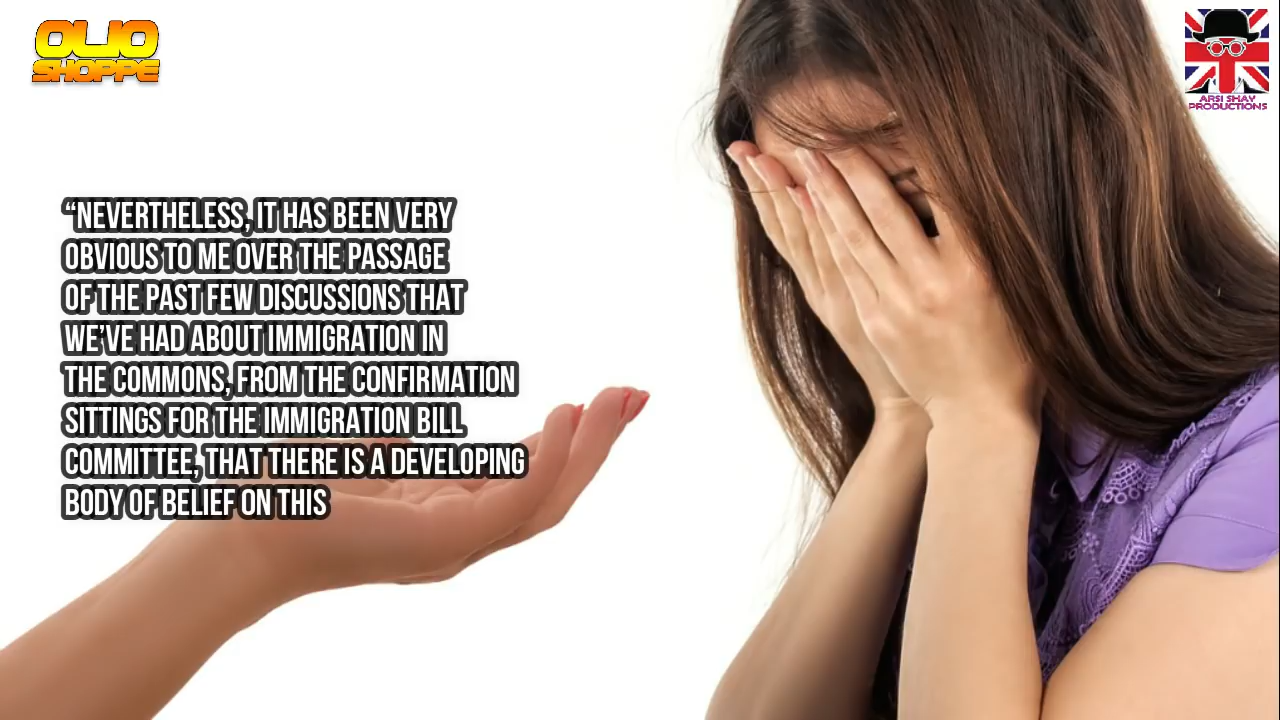 OLIO
SHOPPE
ARSI SHAY
PRODUCTIONS
“NEVERTHELESS, IT HAS BEEN VERY
OBVIOUS TO ME OVER THE PASSAGE
OF THE PAST FEW DISCUSSIONS THAT
WE’VE HAD ABOUT IMMIGRATION IN
THE COMMONS, FROM THE CONFIRMATION
SITTINGS FOR THE IMMIGRATION BILL
COMMITTEE, THAT THERE IS A DEVELOPING
BODY OF BELIEF ON THIS